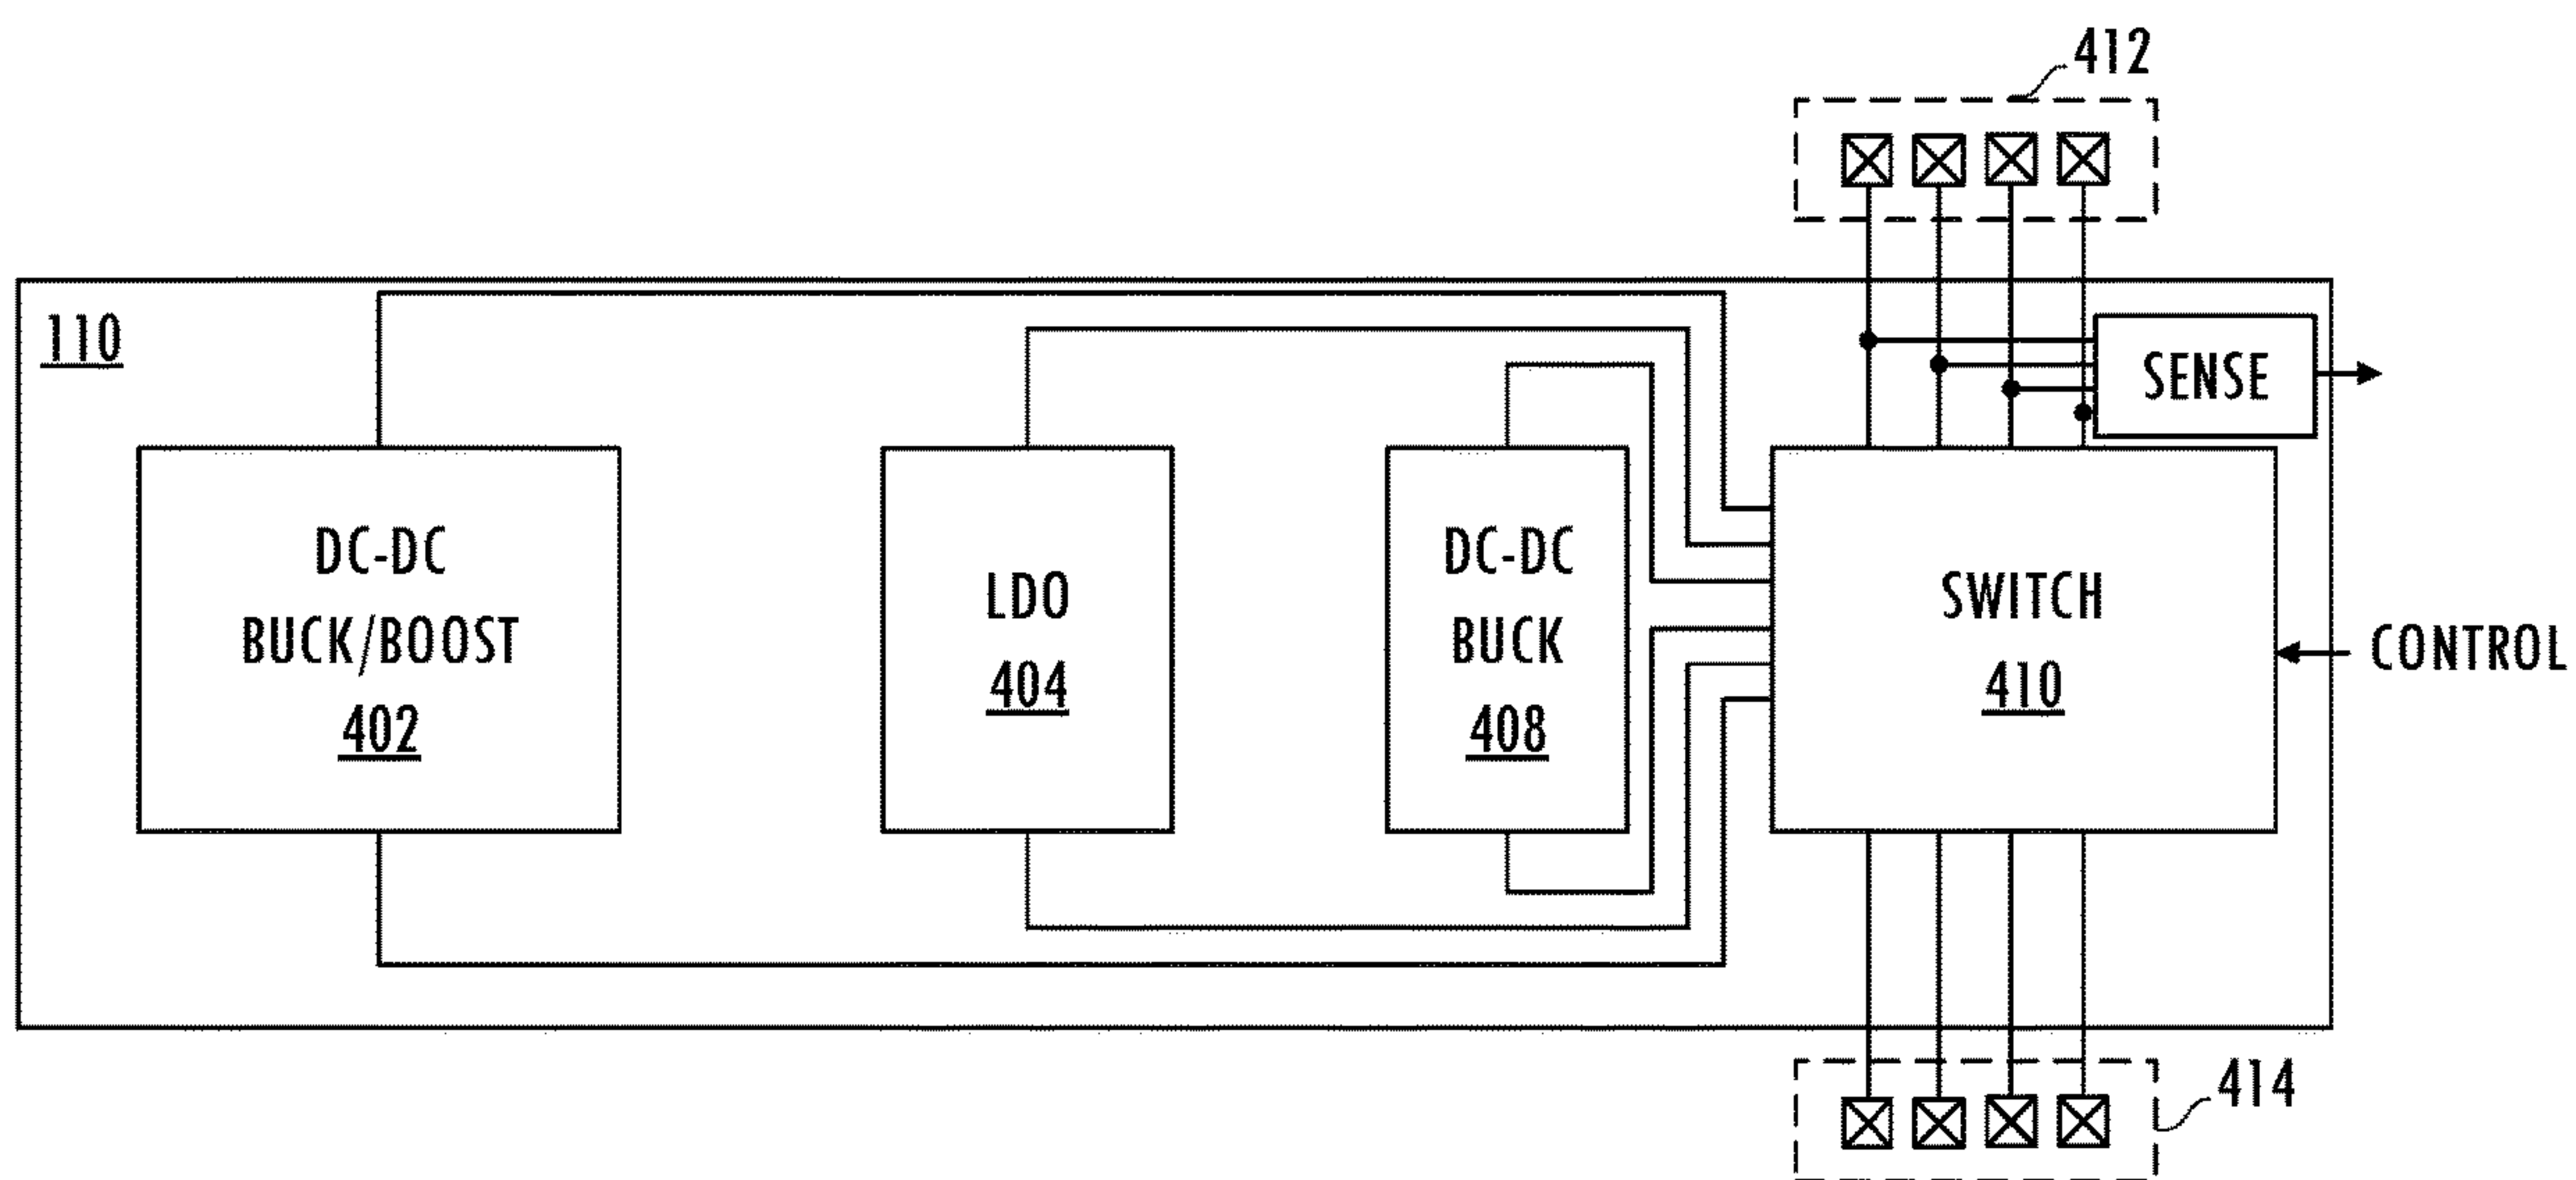 412
110
SENSE
DC-DC
BUCK/BOOST
402
LDO
404
DC-DC
BUCK
408
SWITCH
410
CONTROL
414